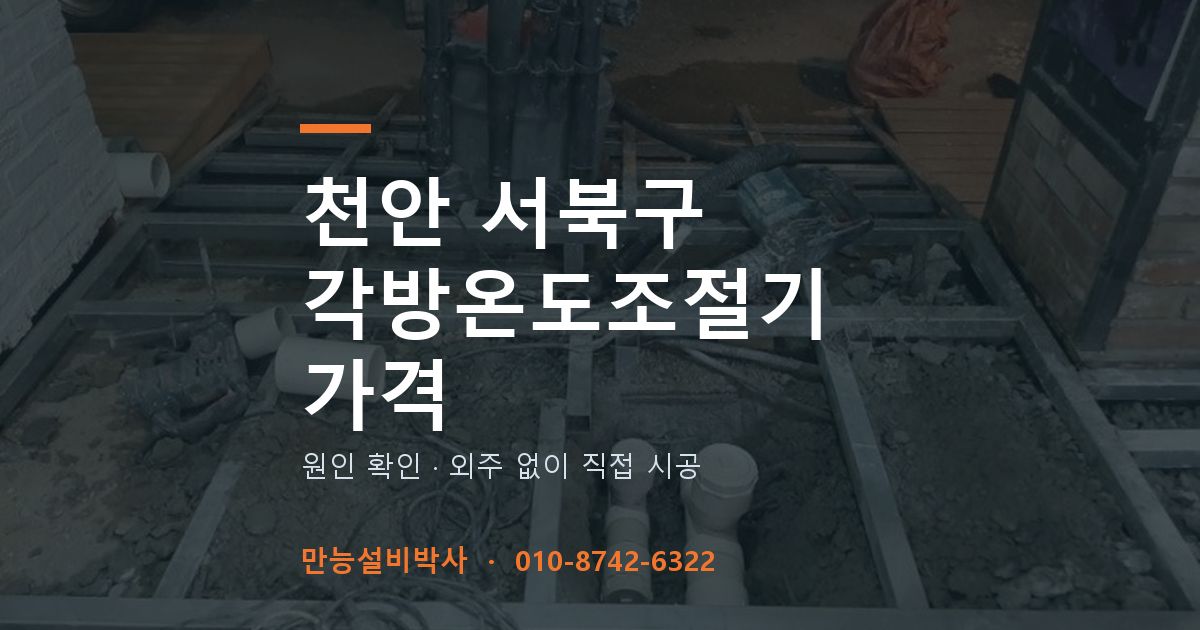 천안 서북구
각방온도조절기
가격
원인 확인 · 외주 없이 직접 시공
만능설비박사 · 010-8742-6322